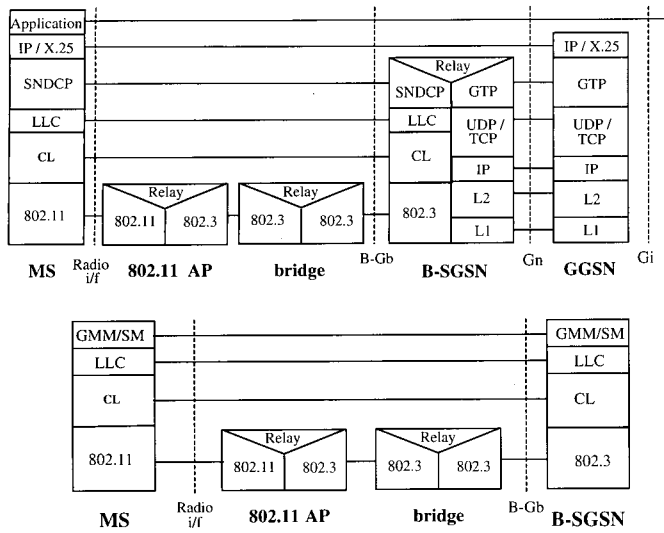 Application
IP / X.25
SNDCP
LLC
CL
802.11
Relay
802.11
802.3
Relay
802.3
802.3
Relay
SNDCP
GTP
LLC
UDP /
TCP
CL
IP
802.3
L2
L1
IP / X.25
GTP
UDP /
TCP
IP
L2
L1
MS
Radio
i/f
802.11 AP
bridge
B-Gb
B-SGSN
Gn
GGSN
Gi
GMM/SM
LLC
CL
802.11
Relay
802.11
802.3
Relay
802.3
802.3
GMM/SM
LLC
CL
802.3
MS
Radio
i/f
802.11 AP
bridge
B-Gb
B-SGSN